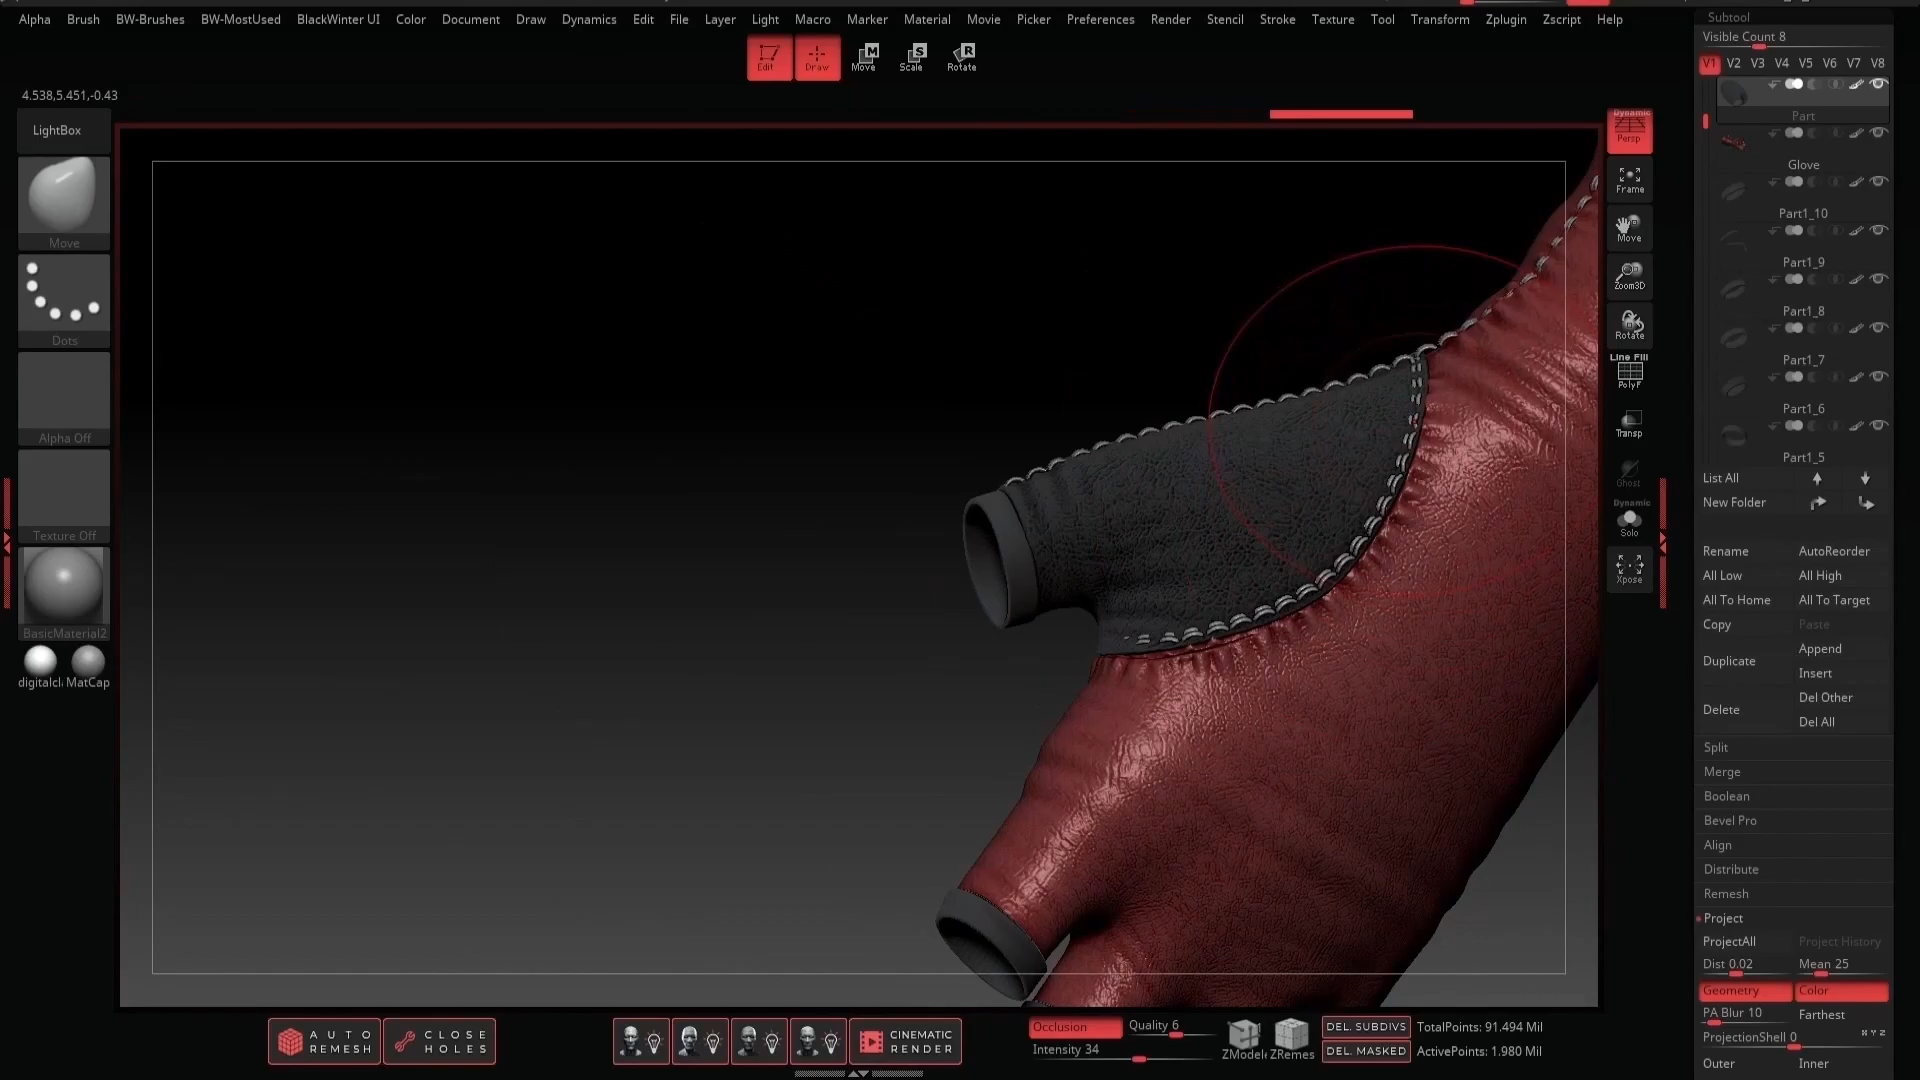 Alpha Brush BW-Brushes BW-MostUsed BlackWinter UI Color Document Draw Dynamics Edit File Layer Light Macro Marker Material Movie Picker Preferences Render Stencil Stroke Texture Tool Transform Zplugin Zscript Help
Edit Draw Move Scale Rotate
4.538,5.451,-0.43
LightBox
Move
Dots
Alpha Off
Texture Off
BasicMaterial2
digitalcl MatCap
Dynamic
Persp
Frame
Move
Zoom3D
Rotate
Line Fill
PolyF
Transp
Ghost
Dynamic
Solo
Xpose
Subtool
Visible Count 8
V1 V2 V3 V4 V5 V6 V7 V8
Part
Glove
Part1_10
Part1_9
Part1_8
Part1_7
Part1_6
Part1_5
List All
New Folder
Rename AutoReorder
All Low All High
All To Home All To Target
Copy Paste
Append
Duplicate
Insert
Del Other
Delete
Del All
Split
Merge
Boolean
Bevel Pro
Align
Distribute
Remesh
Project
ProjectAll Project History
Dist 0.02 Mean 25
Geometry Color
PA Blur 10 Farthest
ProjectionShell 0 X Y Z
Outer Inner
AUTO REMESH
CLOSE HOLES
CINEMATIC RENDER
Occlusion Quality 6
Intensity 34
ZModel ZRemes
DEL. SUBDIVS TotalPoints: 91.494 Mil
DEL. MASKED ActivePoints: 1.980 Mil